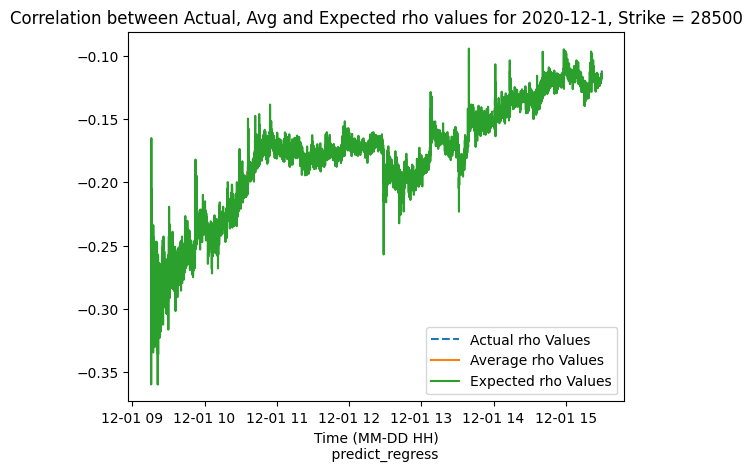 Correlation between Actual, Avg and Expected rho values for 2020-12-1, Strike = 28500
−0.10
−0.15
−0.20
−0.25
−0.30
−0.35
Actual rho Values
Average rho Values
Expected rho Values
12-01 09 12-01 10 12-01 11 12-01 12 12-01 13 12-01 14 12-01 15
Time (MM-DD HH)
predict_regress